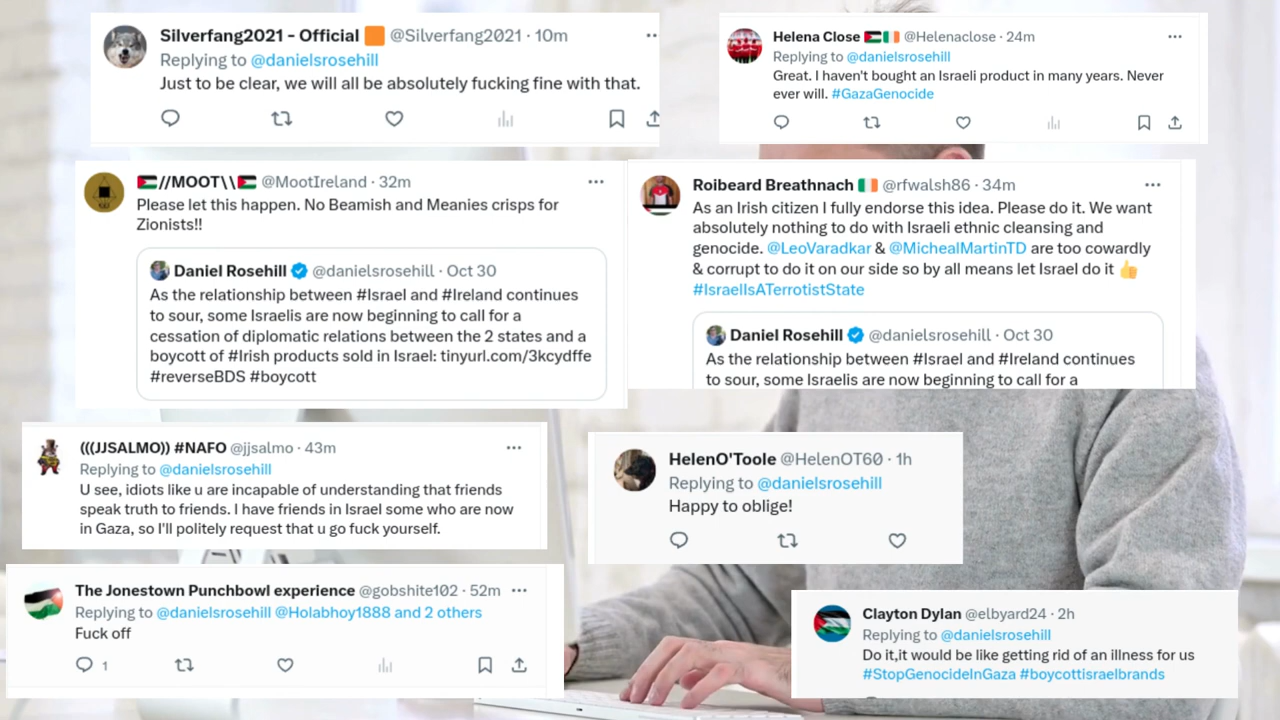 Silverfang2021 - Official 🟧 @Silverfang2021 · 10m
Replying to @danielsrosehill
Just to be clear, we will all be absolutely fucking fine with that.
Helena Close 🇵🇸🇮🇪 @Helenaclose · 24m
Replying to @danielsrosehill
Great. I haven't bought an Israeli product in many years. Never
ever will. #GazaGenocide
🇵🇸//MOOT\\🇵🇸 @MootIreland · 32m
Please let this happen. No Beamish and Meanies crisps for
Zionists!!
Daniel Rosehill @danielsrosehill · Oct 30
As the relationship between #Israel and #Ireland continues
to sour, some Israelis are now beginning to call for a
cessation of diplomatic relations between the 2 states and a
boycott of #Irish products sold in Israel: tinyurl.com/3kcydffe
#reverseBDS #boycott
Roibeard Breathnach 🇮🇪 @rfwalsh86 · 34m
As an Irish citizen I fully endorse this idea. Please do it. We want
absolutely nothing to do with Israeli ethnic cleansing and
genocide. @LeoVaradkar & @MichealMartinTD are too cowardly
& corrupt to do it on our side so by all means let Israel do it 👍
#IsraelIsATerrotistState
Daniel Rosehill @danielsrosehill · Oct 30
As the relationship between #Israel and #Ireland continues
to sour, some Israelis are now beginning to call for a
(((JJSALMO)) #NAFO @jjsalmo · 43m
Replying to @danielsrosehill
U see, idiots like u are incapable of understanding that friends
speak truth to friends. I have friends in Israel some who are now
in Gaza, so I'll politely request that u go fuck yourself.
HelenO'Toole @HelenOT60 · 1h
Replying to @danielsrosehill
Happy to oblige!
The Jonestown Punchbowl experience @gobshite102 · 52m
Replying to @danielsrosehill @Holabhoy1888 and 2 others
Fuck off
1
Clayton Dylan @elbyard24 · 2h
Replying to @danielsrosehill
Do it,it would be like getting rid of an illness for us
#StopGenocideInGaza #boycottisraelbrands